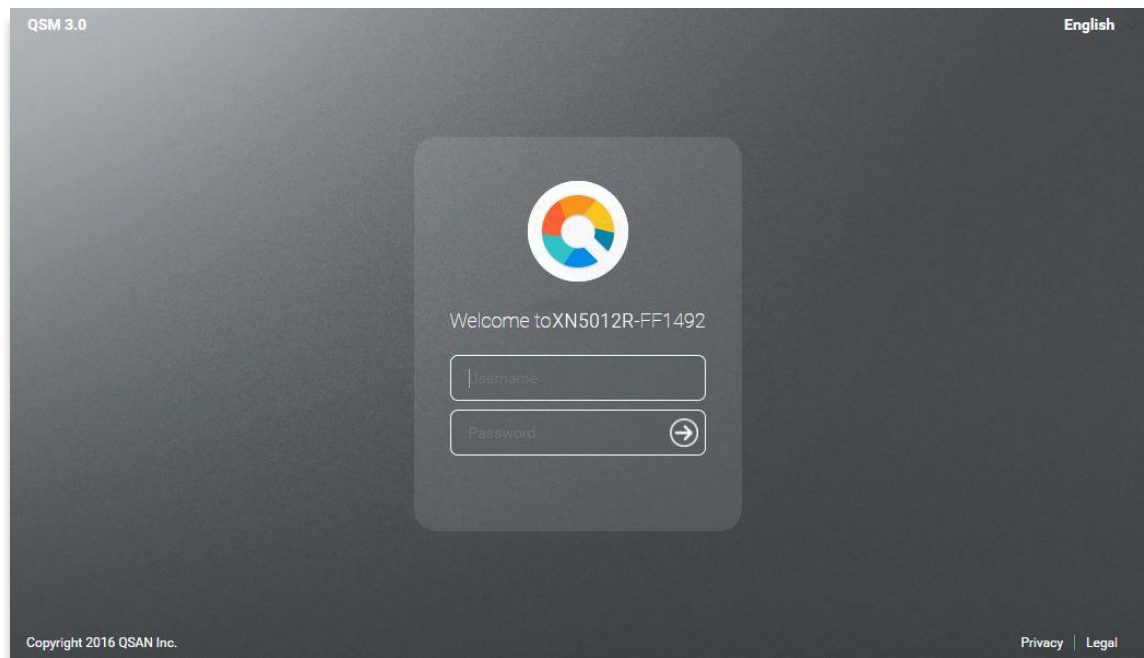 QSM 3.0
English
Welcome toXN5012R-FF1492
Username
Password
Copyright 2016 QSAN Inc.
Privacy | Legal